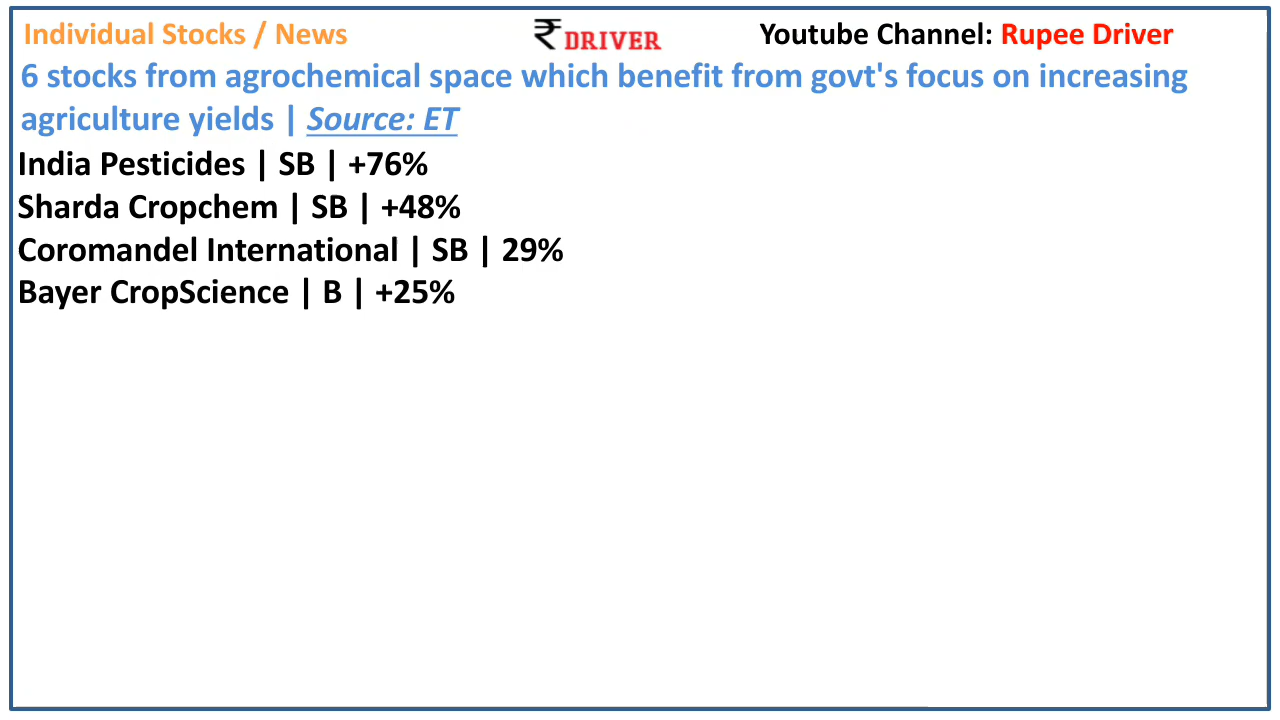 Individual Stocks / News
₹ DRIVER
Youtube Channel: Rupee Driver
6 stocks from agrochemical space which benefit from govt's focus on increasing
agriculture yields | Source: ET
India Pesticides | SB | +76%
Sharda Cropchem | SB | +48%
Coromandel International | SB | 29%
Bayer CropScience | B | +25%